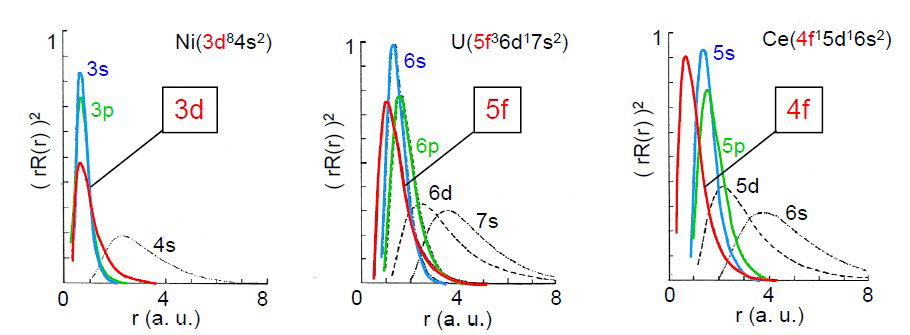 Ni(3d⁸4s²)
1
( rR(r) )²
3s
3p
3d
4s
0 4 8
r (a. u.)
U(5f³6d¹7s²)
1
( rR(r) )²
6s
5f
6p
6d
7s
0 4 8
r (a. u.)
Ce(4f¹5d¹6s²)
1
( rR(r) )²
5s
4f
5p
5d
6s
0 4 8
r (a. u.)